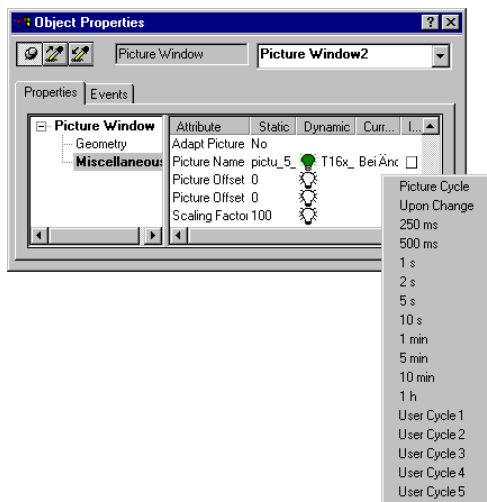 Object Properties
Picture Window Picture Window2
Properties Events
Picture Window
Geometry
Miscellaneou:
Attribute Static Dynamic Curr... I...
Adapt Picture No
Picture Name pictu_5_ T16x_ Bei Änc
Picture Offset 0
Picture Offset 0
Scaling Factor 100
Picture Cycle
Upon Change
250 ms
500 ms
1 s
2 s
5 s
10 s
1 min
5 min
10 min
1 h
User Cycle 1
User Cycle 2
User Cycle 3
User Cycle 4
User Cycle 5